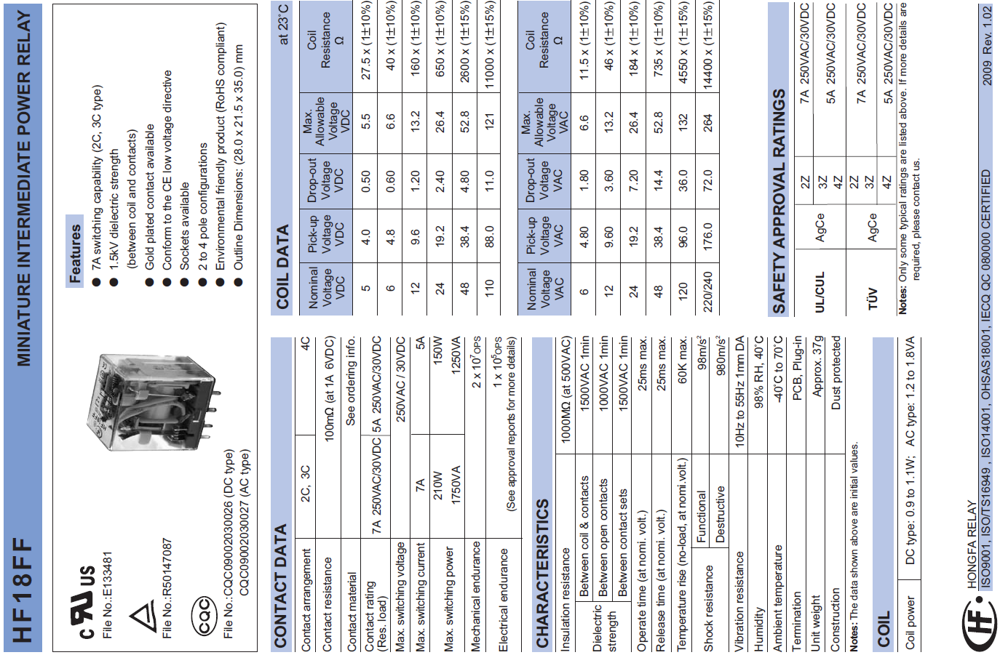 HF18FF
MINIATURE INTERMEDIATE POWER RELAY
c RU US
File No.:E133481
File No.:R50147087
CQC
File No.:CQC09002030026 (DC type)
CQC09002030027 (AC type)
Features
● 7A switching capability (2C, 3C type)
● 1.5kV dielectric strength
(between coil and contacts)
● Gold plated contact available
● Conform to the CE low voltage directive
● Sockets available
● 2 to 4 pole configurations
● Environmental friendly product (RoHS compliant)
● Outline Dimensions: (28.0 x 21.5 x 35.0) mm
CONTACT DATA
Contact arrangement 2C, 3C 4C
Contact resistance 100mΩ (at 1A 6VDC)
Contact material See ordering info.
Contact rating (Res. load) 7A 250VAC/30VDC 5A 250VAC/30VDC
Max. switching voltage 250VAC / 30VDC
Max. switching current 7A 5A
Max. switching power 210W 150W
1750VA 1250VA
Mechanical endurance 2 x 10⁷OPS
Electrical endurance 1 x 10⁵OPS
(See approval reports for more details)
CHARACTERISTICS
Insulation resistance 1000MΩ (at 500VAC)
Dielectric strength Between coil & contacts 1500VAC 1min
Between open contacts 1000VAC 1min
Between contact sets 1500VAC 1min
Operate time (at nomi. volt.) 25ms max.
Release time (at nomi. volt.) 25ms max.
Temperature rise (no-load, at nomi.volt.) 60K max.
Shock resistance Functional 98m/s²
Destructive 980m/s²
Vibration resistance 10Hz to 55Hz 1mm DA
Humidity 98% RH, 40˚C
Ambient temperature -40˚C to 70˚C
Termination PCB, Plug-in
Unit weight Approx. 37g
Construction Dust protected
Notes: The data shown above are initial values.
COIL
Coil power DC type: 0.9 to 1.1W; AC type: 1.2 to 1.8VA
COIL DATA at 23˚C
Nominal Voltage VDC Pick-up Voltage VDC Drop-out Voltage VDC Max. Allowable Voltage VDC Coil Resistance Ω
5 4.0 0.50 5.5 27.5 x (1±10%)
6 4.8 0.60 6.6 40 x (1±10%)
12 9.6 1.20 13.2 160 x (1±10%)
24 19.2 2.40 26.4 650 x (1±10%)
48 38.4 4.80 52.8 2600 x (1±15%)
110 88.0 11.0 121 11000 x (1±15%)
Nominal Voltage VAC Pick-up Voltage VAC Drop-out Voltage VAC Max. Allowable Voltage VAC Coil Resistance Ω
6 4.80 1.80 6.6 11.5 x (1±10%)
12 9.60 3.60 13.2 46 x (1±10%)
24 19.2 7.20 26.4 184 x (1±10%)
48 38.4 14.4 52.8 735 x (1±10%)
120 96.0 36.0 132 4550 x (1±15%)
220/240 176.0 72.0 264 14400 x (1±15%)
SAFETY APPROVAL RATINGS
UL/CUL AgCe 2Z 7A 250VAC/30VDC
3Z
4Z 5A 250VAC/30VDC
TÜV AgCe 2Z
3Z 7A 250VAC/30VDC
4Z 5A 250VAC/30VDC
Notes: Only some typical ratings are listed above. If more details are
required, please contact us.
HF
HONGFA RELAY
ISO9001, ISO/TS16949 , ISO14001, OHSAS18001, IECQ QC 080000 CERTIFIED 2009 Rev. 1.02